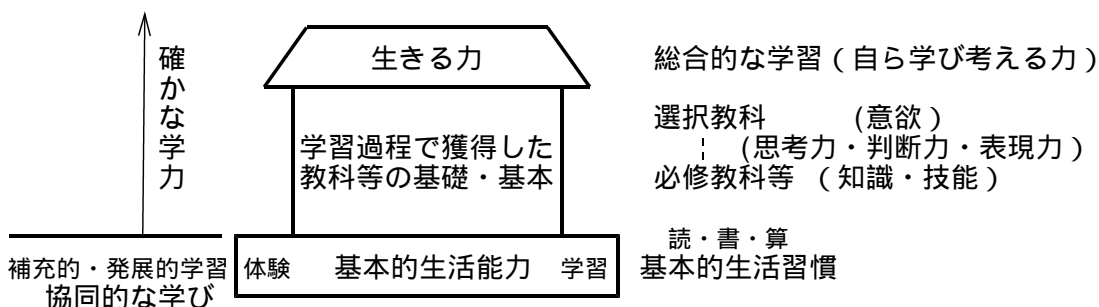 確かな学力
生きる力
総合的な学習（自ら学び考える力）
選択教科　（意欲）
（思考力・判断力・表現力）
学習過程で獲得した
教科等の基礎・基本
必修教科等（知識・技能）
読・書・算
補充的・発展的学習
体験　基本的生活能力　学習
基本的生活習慣
協同的な学び